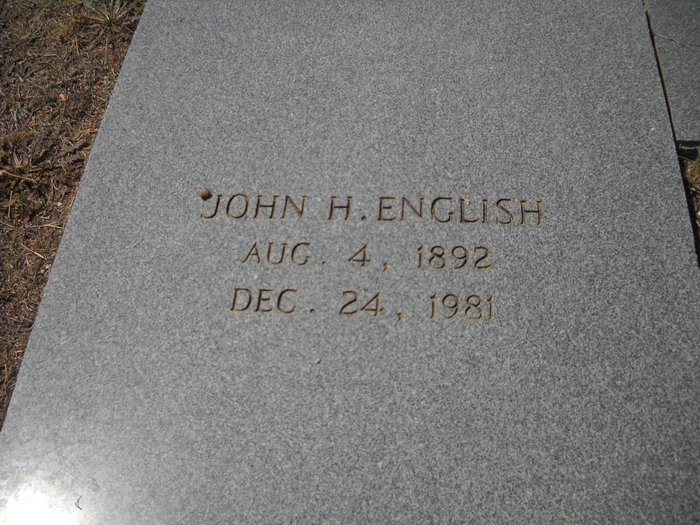 JOHN H. ENGLISH
AUG. 4, 1892
DEC. 24, 1981